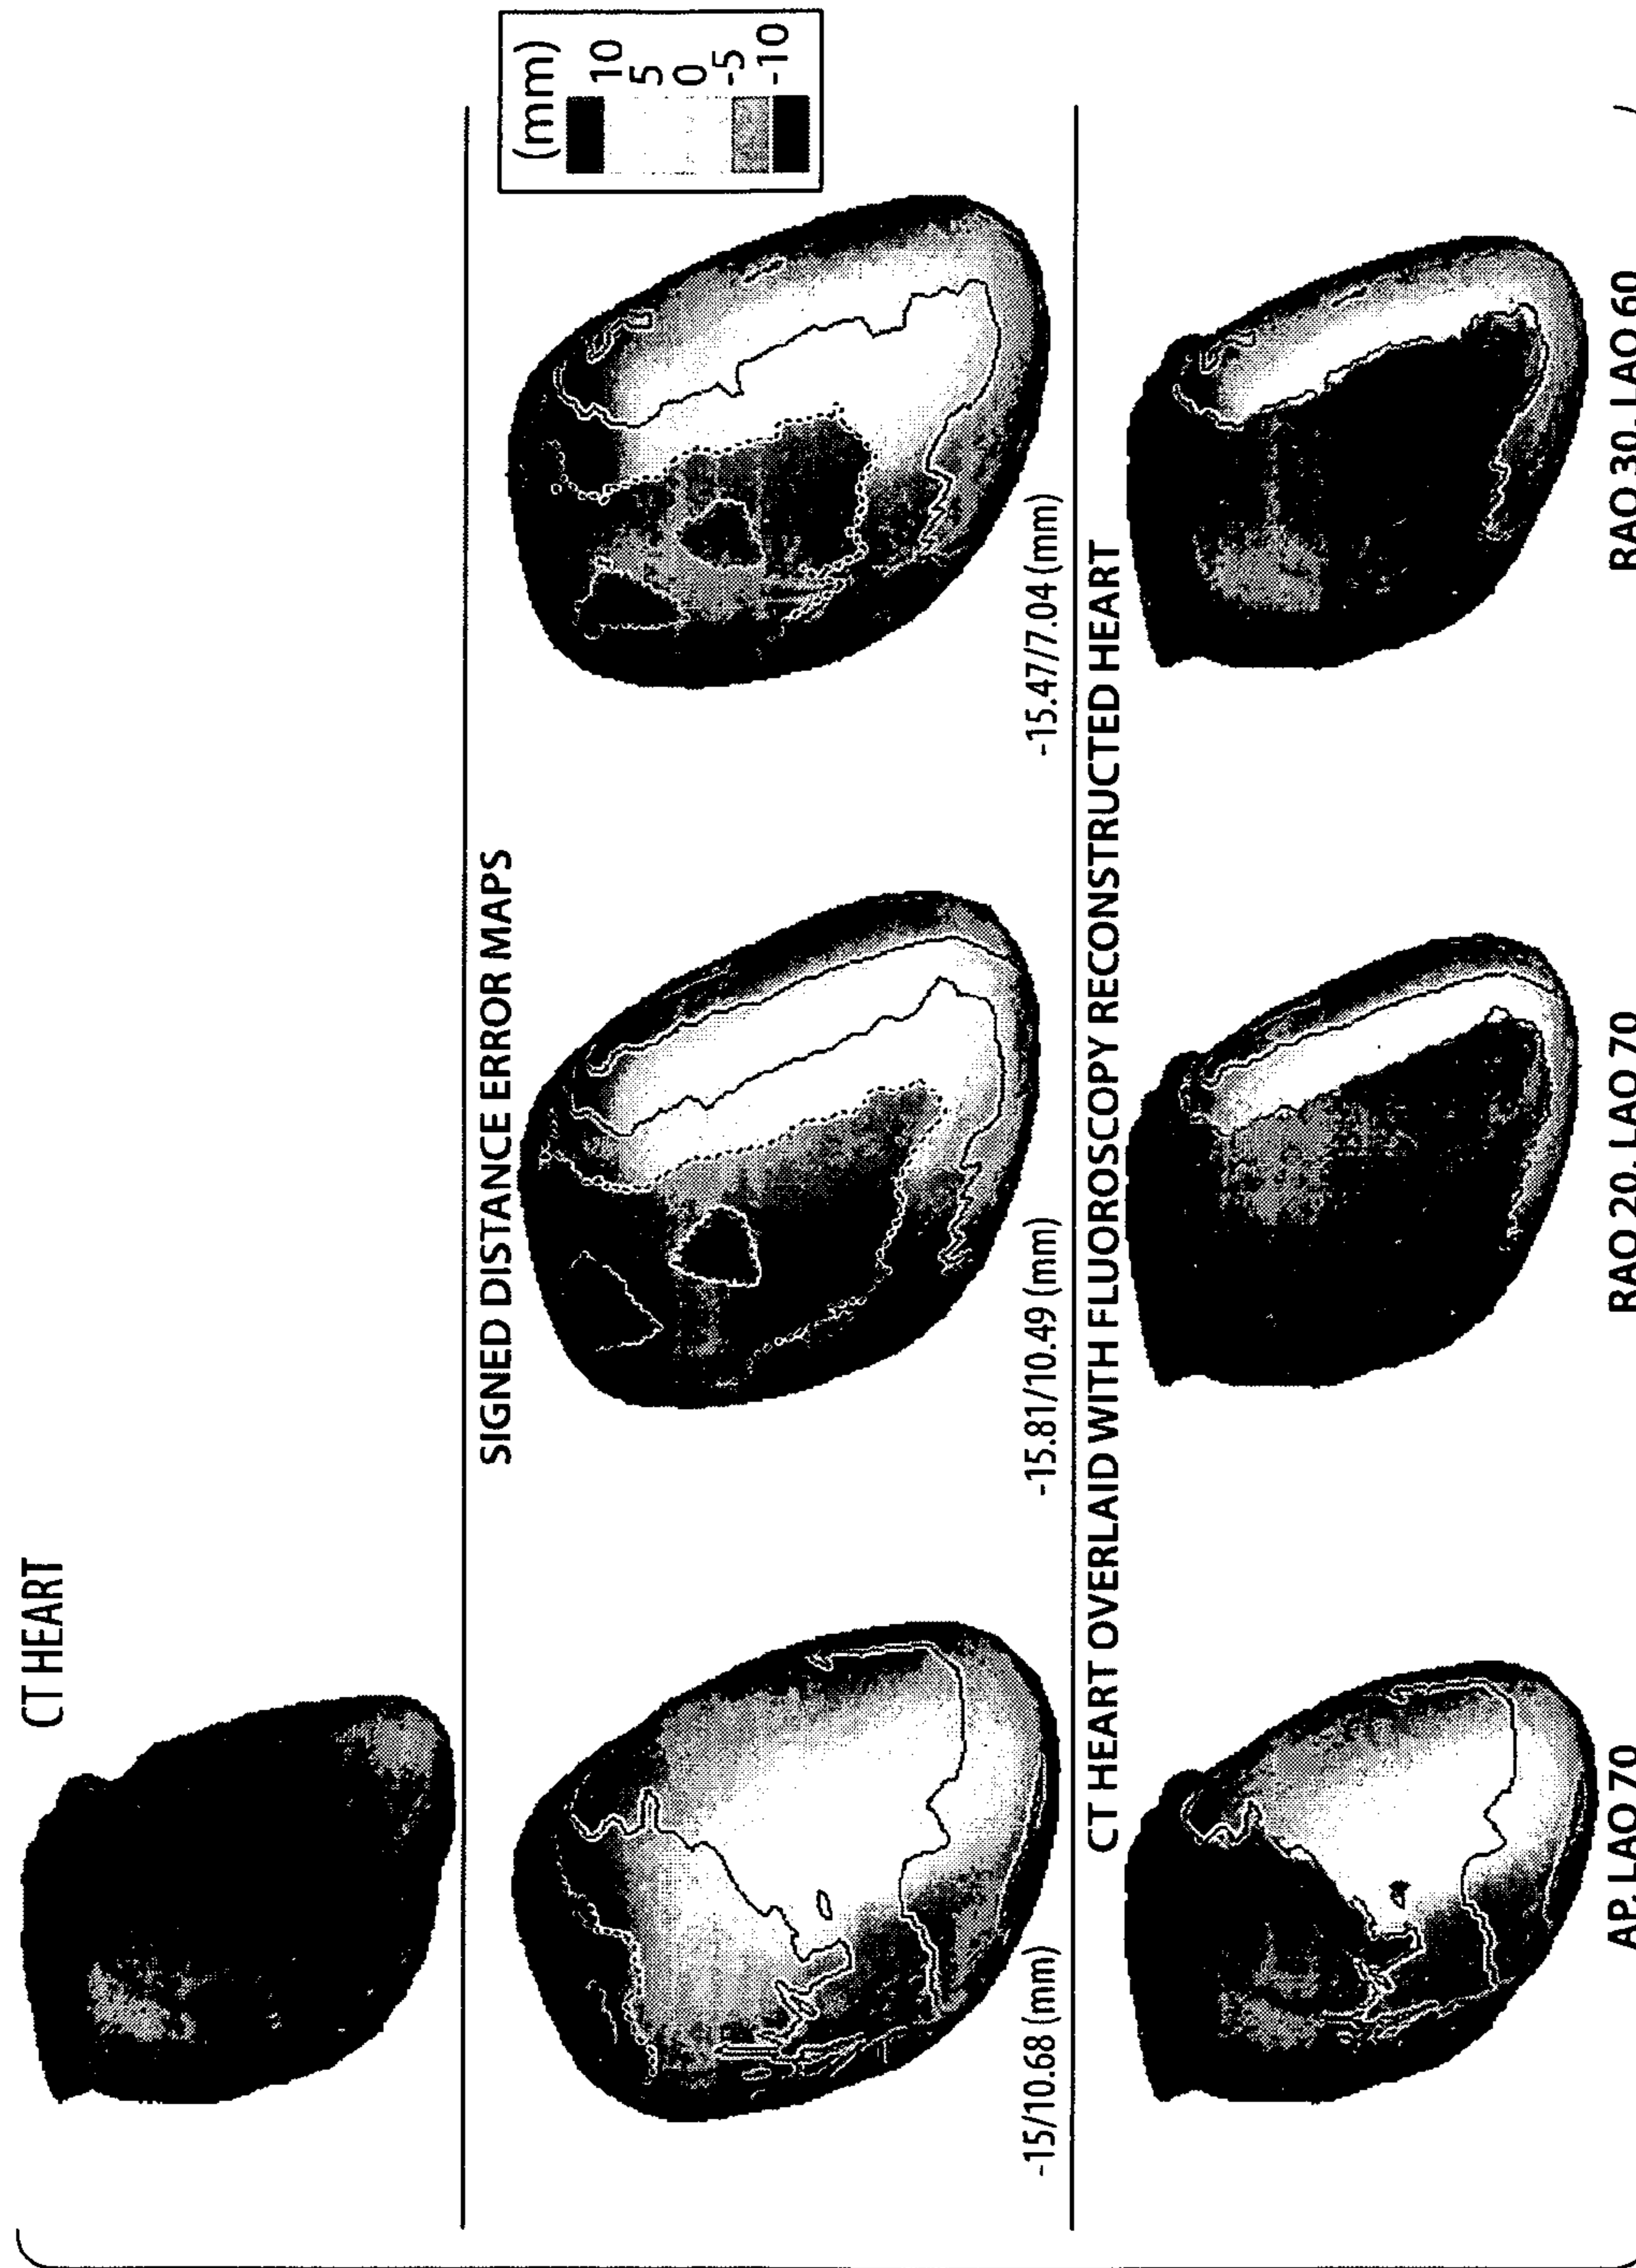 CT HEART
SIGNED DISTANCE ERROR MAPS
(mm)
10
5
0
-5
-10
-15/10.68 (mm)
-15.81/10.49 (mm)
-15.47/7.04 (mm)
CT HEART OVERLAID WITH FLUOROSCOPY RECONSTRUCTED HEART
AP, LAO 70
RAO 20, LAO 70
RAO 30, LAO 60